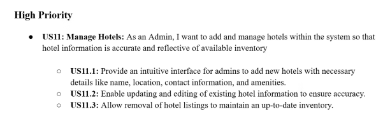 High Priority
● US11: Manage Hotels: As an Admin, I want to add and manage hotels within the system so that
hotel information is accurate and reflective of available inventory
○ US11.1: Provide an intuitive interface for admins to add new hotels with necessary
details like name, location, contact information, and amenities.
○ US11.2: Enable updating and editing of existing hotel information to ensure accuracy.
○ US11.3: Allow removal of hotel listings to maintain an up-to-date inventory.